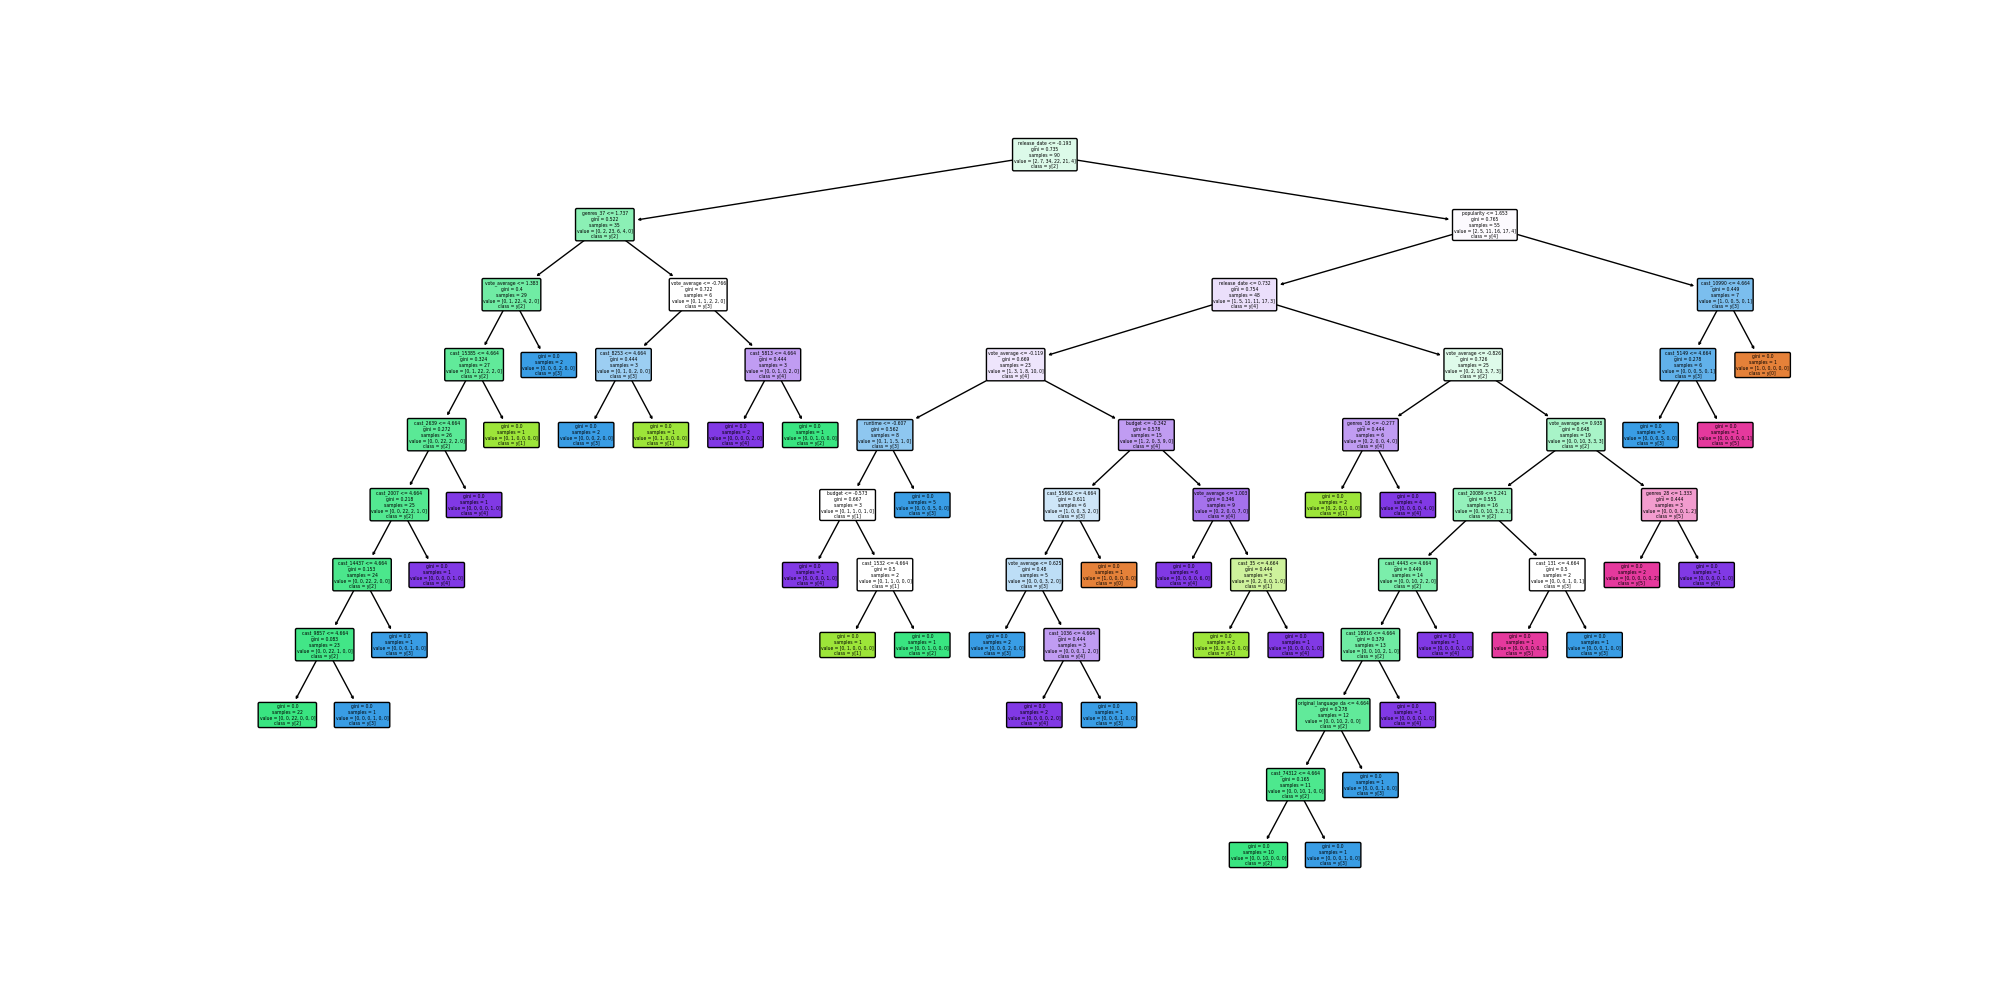 release_date <= -0.193
gini = 0.735
samples = 90
value = [2, 7, 34, 22, 21, 4]
class = y[2]
genres_37 <= 1.737
gini = 0.522
samples = 35
value = [0, 2, 23, 6, 4, 0]
class = y[2]
popularity <= 1.653
gini = 0.765
samples = 55
value = [2, 5, 11, 16, 17, 4]
class = y[4]
vote_average <= 1.383
gini = 0.4
samples = 29
value = [0, 1, 22, 4, 2, 0]
class = y[2]
vote_average <= -0.766
gini = 0.722
samples = 6
value = [0, 1, 1, 2, 2, 0]
class = y[3]
release_date <= 0.732
gini = 0.754
samples = 48
value = [1, 5, 11, 11, 17, 3]
class = y[4]
cast_10990 <= 4.664
gini = 0.449
samples = 7
value = [1, 0, 0, 5, 0, 1]
class = y[3]
cast_15385 <= 4.664
gini = 0.324
samples = 27
value = [0, 1, 22, 2, 2, 0]
class = y[2]
gini = 0.0
samples = 2
value = [0, 0, 0, 2, 0, 0]
class = y[3]
cast_8253 <= 4.664
gini = 0.444
samples = 3
value = [0, 1, 0, 2, 0, 0]
class = y[3]
cast_5813 <= 4.664
gini = 0.444
samples = 3
value = [0, 0, 1, 0, 2, 0]
class = y[4]
vote_average <= -0.119
gini = 0.669
samples = 23
value = [1, 3, 1, 8, 10, 0]
class = y[4]
vote_average <= -0.826
gini = 0.726
samples = 25
value = [0, 2, 10, 3, 7, 3]
class = y[2]
cast_5149 <= 4.664
gini = 0.278
samples = 6
value = [0, 0, 0, 5, 0, 1]
class = y[3]
gini = 0.0
samples = 1
value = [1, 0, 0, 0, 0, 0]
class = y[0]
cast_2639 <= 4.664
gini = 0.272
samples = 26
value = [0, 0, 22, 2, 2, 0]
class = y[2]
gini = 0.0
samples = 1
value = [0, 1, 0, 0, 0, 0]
class = y[1]
gini = 0.0
samples = 2
value = [0, 0, 0, 2, 0, 0]
class = y[3]
gini = 0.0
samples = 1
value = [0, 1, 0, 0, 0, 0]
class = y[1]
gini = 0.0
samples = 2
value = [0, 0, 0, 0, 2, 0]
class = y[4]
gini = 0.0
samples = 1
value = [0, 0, 1, 0, 0, 0]
class = y[2]
runtime <= -0.607
gini = 0.562
samples = 8
value = [0, 1, 1, 5, 1, 0]
class = y[3]
budget <= -0.342
gini = 0.578
samples = 15
value = [1, 2, 0, 3, 9, 0]
class = y[4]
genres_18 <= -0.277
gini = 0.444
samples = 6
value = [0, 2, 0, 0, 4, 0]
class = y[4]
vote_average <= 0.938
gini = 0.648
samples = 19
value = [0, 0, 10, 3, 3, 3]
class = y[2]
gini = 0.0
samples = 5
value = [0, 0, 0, 5, 0, 0]
class = y[3]
gini = 0.0
samples = 1
value = [0, 0, 0, 0, 0, 1]
class = y[5]
cast_2007 <= 4.664
gini = 0.218
samples = 25
value = [0, 0, 22, 2, 1, 0]
class = y[2]
gini = 0.0
samples = 1
value = [0, 0, 0, 0, 1, 0]
class = y[4]
budget <= -0.573
gini = 0.667
samples = 3
value = [0, 1, 1, 0, 1, 0]
class = y[1]
gini = 0.0
samples = 5
value = [0, 0, 0, 5, 0, 0]
class = y[3]
cast_55662 <= 4.664
gini = 0.611
samples = 6
value = [1, 0, 0, 3, 2, 0]
class = y[3]
vote_average <= 1.003
gini = 0.346
samples = 9
value = [0, 2, 0, 0, 7, 0]
class = y[4]
gini = 0.0
samples = 2
value = [0, 2, 0, 0, 0, 0]
class = y[1]
gini = 0.0
samples = 4
value = [0, 0, 0, 0, 4, 0]
class = y[4]
cast_20089 <= 3.241
gini = 0.555
samples = 16
value = [0, 0, 10, 3, 2, 1]
class = y[2]
genres_28 <= 1.333
gini = 0.444
samples = 3
value = [0, 0, 0, 0, 1, 2]
class = y[5]
cast_14437 <= 4.664
gini = 0.153
samples = 24
value = [0, 0, 22, 2, 0, 0]
class = y[2]
gini = 0.0
samples = 1
value = [0, 0, 0, 0, 1, 0]
class = y[4]
gini = 0.0
samples = 1
value = [0, 0, 0, 0, 1, 0]
class = y[4]
cast_1532 <= 4.664
gini = 0.5
samples = 2
value = [0, 1, 1, 0, 0, 0]
class = y[1]
vote_average <= 0.625
gini = 0.48
samples = 5
value = [0, 0, 0, 3, 2, 0]
class = y[3]
gini = 0.0
samples = 1
value = [1, 0, 0, 0, 0, 0]
class = y[0]
gini = 0.0
samples = 6
value = [0, 0, 0, 0, 6, 0]
class = y[4]
cast_35 <= 4.664
gini = 0.444
samples = 3
value = [0, 2, 0, 0, 1, 0]
class = y[1]
cast_4443 <= 4.664
gini = 0.449
samples = 14
value = [0, 0, 10, 2, 2, 0]
class = y[2]
cast_131 <= 4.664
gini = 0.5
samples = 2
value = [0, 0, 0, 1, 0, 1]
class = y[3]
gini = 0.0
samples = 2
value = [0, 0, 0, 0, 0, 2]
class = y[5]
gini = 0.0
samples = 1
value = [0, 0, 0, 0, 1, 0]
class = y[4]
cast_9857 <= 4.664
gini = 0.083
samples = 23
value = [0, 0, 22, 1, 0, 0]
class = y[2]
gini = 0.0
samples = 1
value = [0, 0, 0, 1, 0, 0]
class = y[3]
gini = 0.0
samples = 1
value = [0, 1, 0, 0, 0, 0]
class = y[1]
gini = 0.0
samples = 1
value = [0, 0, 1, 0, 0, 0]
class = y[2]
gini = 0.0
samples = 2
value = [0, 0, 0, 2, 0, 0]
class = y[3]
cast_1036 <= 4.664
gini = 0.444
samples = 3
value = [0, 0, 0, 1, 2, 0]
class = y[4]
gini = 0.0
samples = 2
value = [0, 2, 0, 0, 0, 0]
class = y[1]
gini = 0.0
samples = 1
value = [0, 0, 0, 0, 1, 0]
class = y[4]
cast_18916 <= 4.664
gini = 0.379
samples = 13
value = [0, 0, 10, 2, 1, 0]
class = y[2]
gini = 0.0
samples = 1
value = [0, 0, 0, 0, 1, 0]
class = y[4]
gini = 0.0
samples = 1
value = [0, 0, 0, 0, 0, 1]
class = y[5]
gini = 0.0
samples = 1
value = [0, 0, 0, 1, 0, 0]
class = y[3]
gini = 0.0
samples = 22
value = [0, 0, 22, 0, 0, 0]
class = y[2]
gini = 0.0
samples = 1
value = [0, 0, 0, 1, 0, 0]
class = y[3]
gini = 0.0
samples = 2
value = [0, 0, 0, 0, 2, 0]
class = y[4]
gini = 0.0
samples = 1
value = [0, 0, 0, 1, 0, 0]
class = y[3]
original_language_da <= 4.664
gini = 0.278
samples = 12
value = [0, 0, 10, 2, 0, 0]
class = y[2]
gini = 0.0
samples = 1
value = [0, 0, 0, 0, 1, 0]
class = y[4]
cast_74312 <= 4.664
gini = 0.165
samples = 11
value = [0, 0, 10, 1, 0, 0]
class = y[2]
gini = 0.0
samples = 1
value = [0, 0, 0, 1, 0, 0]
class = y[3]
gini = 0.0
samples = 10
value = [0, 0, 10, 0, 0, 0]
class = y[2]
gini = 0.0
samples = 1
value = [0, 0, 0, 1, 0, 0]
class = y[3]